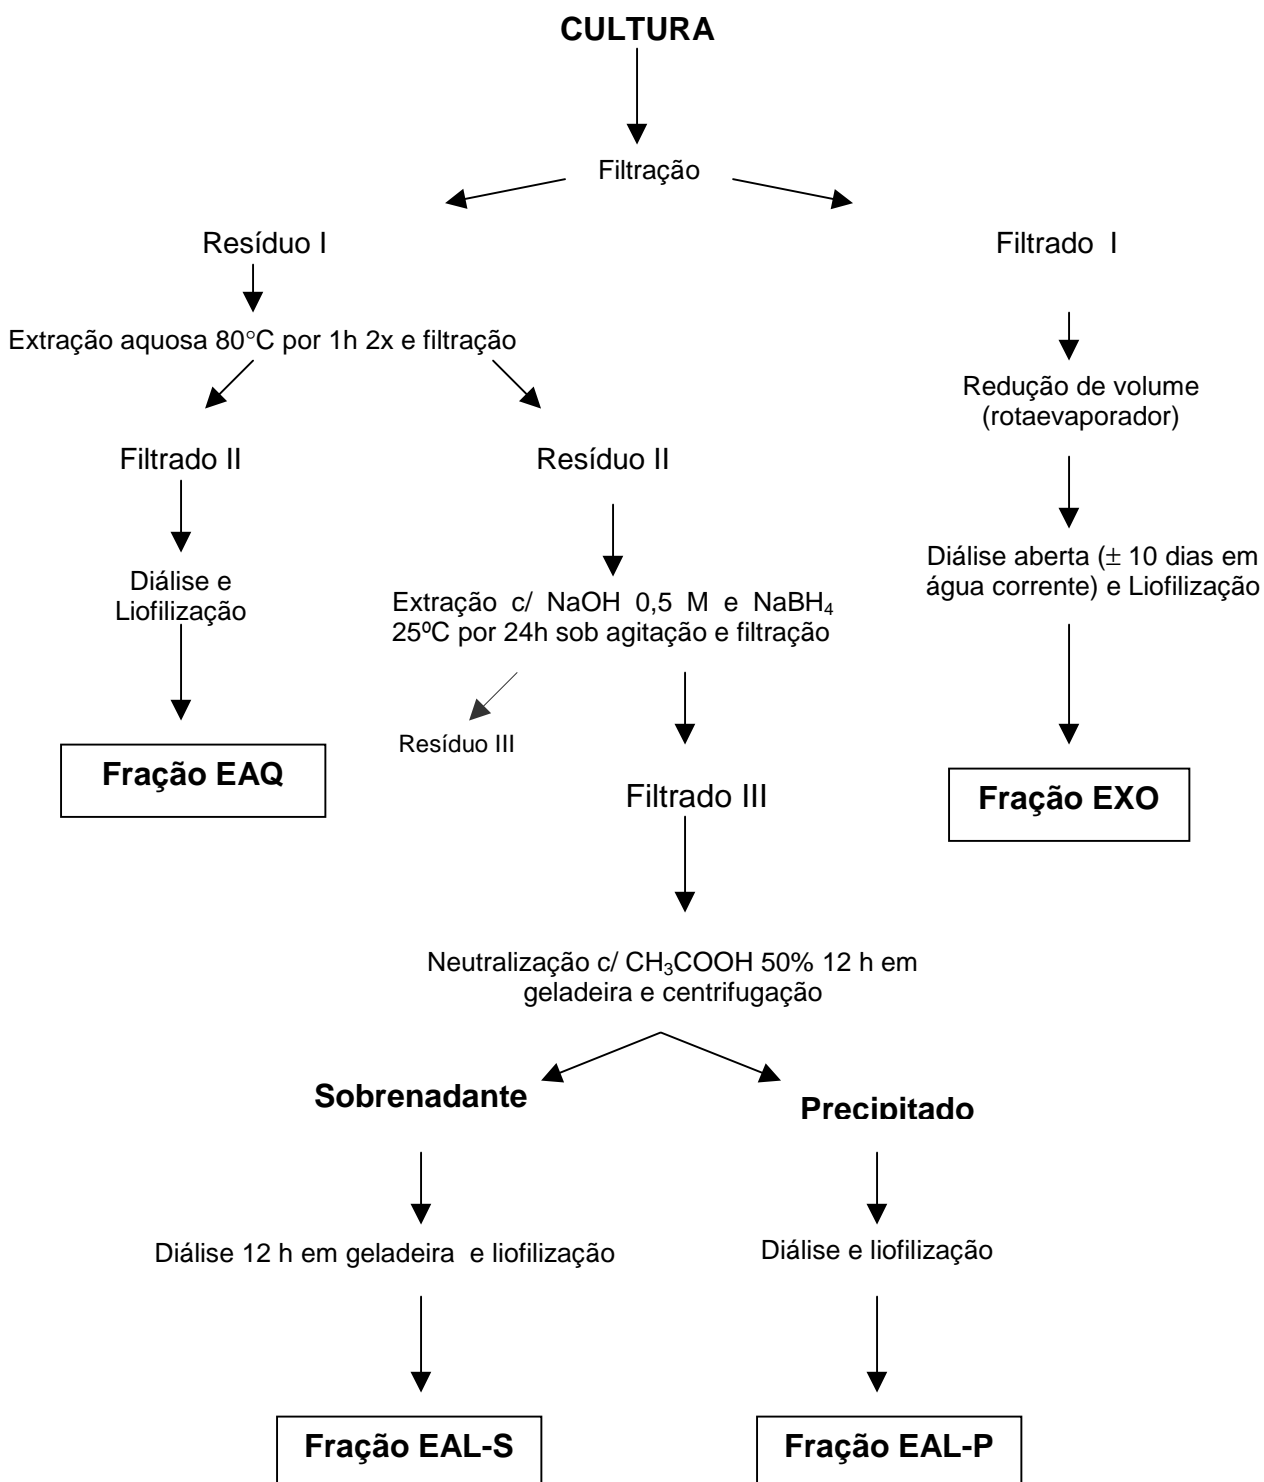 CULTURA
Filtração
Resíduo I
Filtrado I
Extração aquosa 80°C por 1h 2x e filtração
Redução de volume
(rotaevaporador)
Filtrado II
Resíduo II
Diálise e
Liofilização
Diálise aberta (± 10 dias em
água corrente) e Liofilização
Extração c/ NaOH 0,5 M e NaBH₄
25ºC por 24h sob agitação e filtração
Resíduo III
Fração EAQ
Filtrado III
Fração EXO
Neutralização c/ CH₃COOH 50% 12 h em
geladeira e centrifugação
Sobrenadante
Precipitado
Diálise 12 h em geladeira e liofilização
Diálise e liofilização
Fração EAL-S
Fração EAL-P